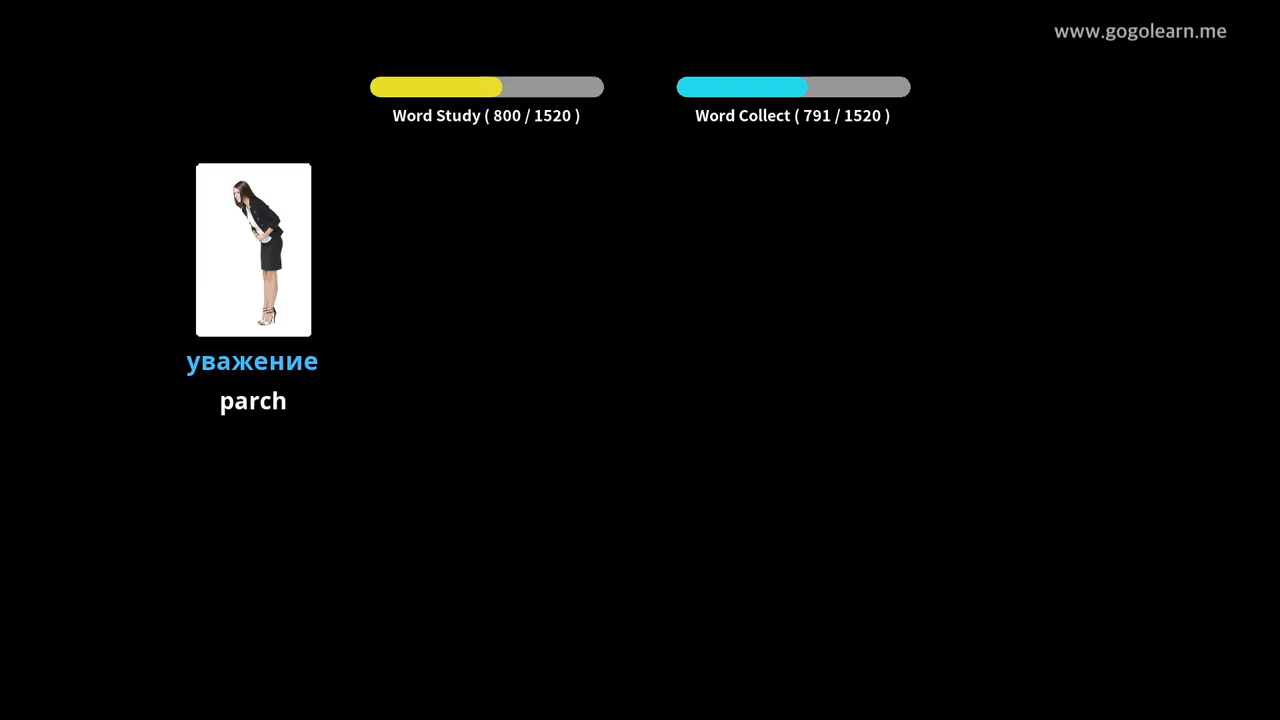 www.gogolearn.me
Word Study ( 800 / 1520 )
Word Collect ( 791 / 1520 )
уважение
parch